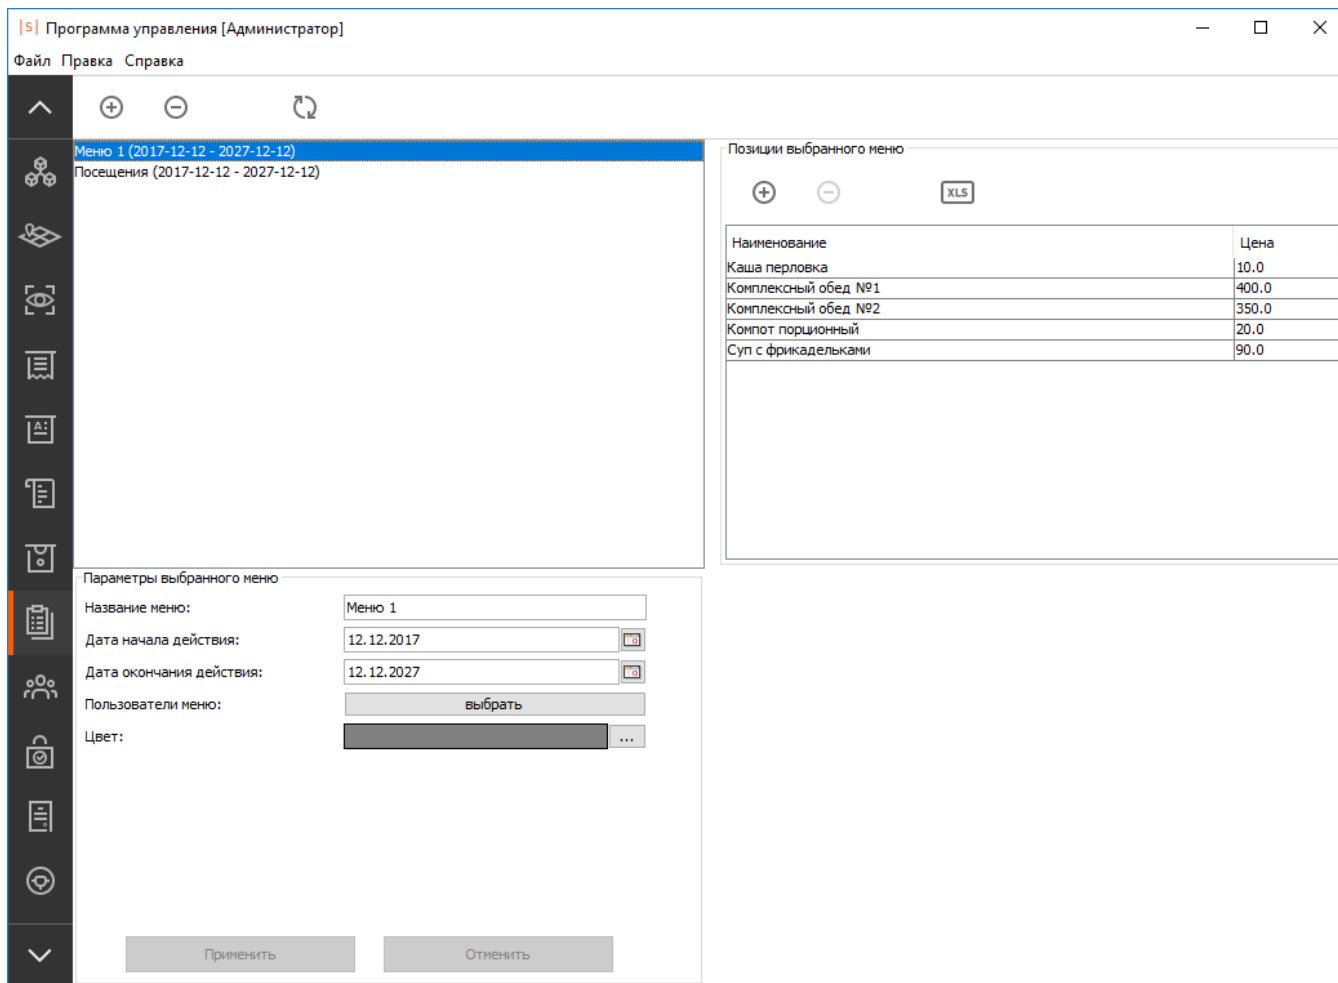 |S| Программа управления [Администратор]
Файл Правка Справка
Меню 1 (2017-12-12 - 2027-12-12)
Посещения (2017-12-12 - 2027-12-12)
Позиции выбранного меню
XLS
Наименование Цена
Каша перловка 10.0
Комплексный обед №1 400.0
Комплексный обед №2 350.0
Компот порционный 20.0
Суп с фрикадельками 90.0
Параметры выбранного меню
Название меню: Меню 1
Дата начала действия: 12.12.2017
Дата окончания действия: 12.12.2027
Пользователи меню: выбрать
Цвет: ...
Применить Отменить